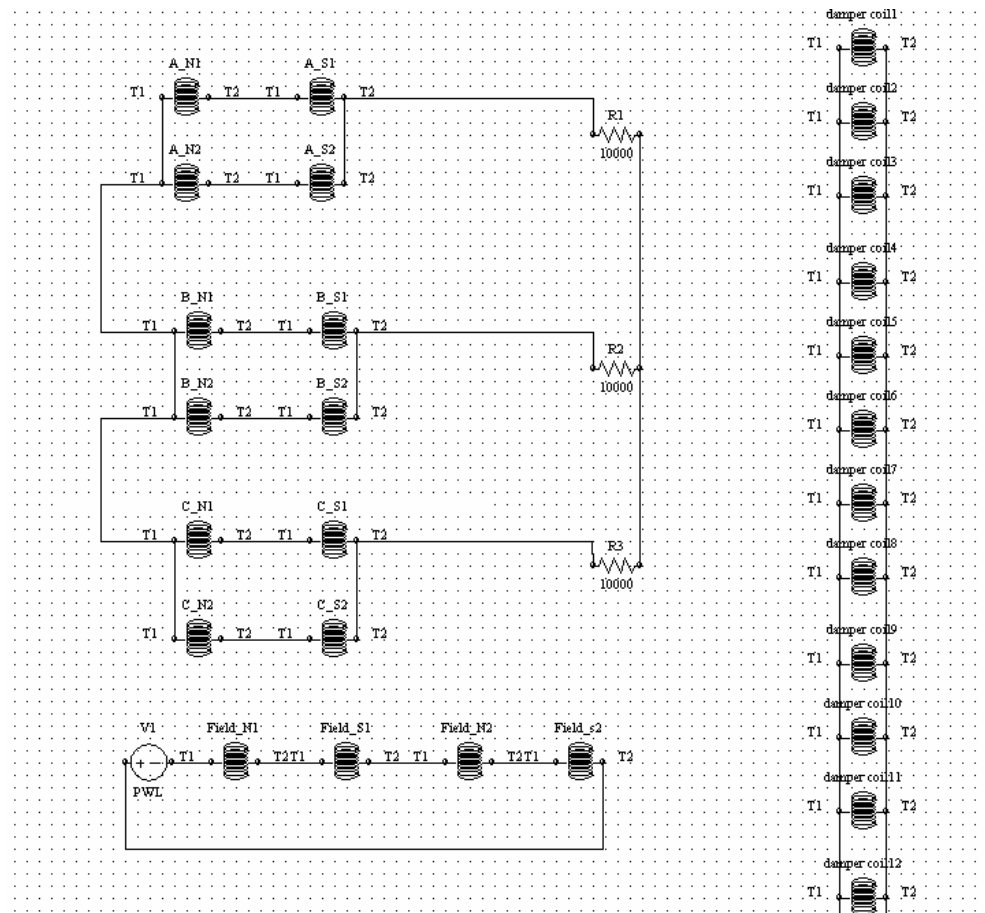 damper coil1
T1 T2
A_N1 A_S1
T1 T2 T1 T2
R1
10000
A_N2 A_S2
T1 T2 T1 T2
damper coil2
T1 T2
damper coil3
T1 T2
damper coil4
T1 T2
B_N1 B_S1
T1 T2 T1 T2
R2
10000
B_N2 B_S2
T1 T2 T1 T2
damper coil5
T1 T2
damper coil6
T1 T2
damper coil7
T1 T2
C_N1 C_S1
T1 T2 T1 T2
R3
10000
C_N2 C_S2
T1 T2 T1 T2
damper coil8
T1 T2
damper coil9
T1 T2
V1 Field_N1 Field_S1 Field_N2 Field_s2
+ − T1 T2T1 T2 T1 T2T1 T2
PWL
damper coil10
T1 T2
damper coil11
T1 T2
damper coil12
T1 T2